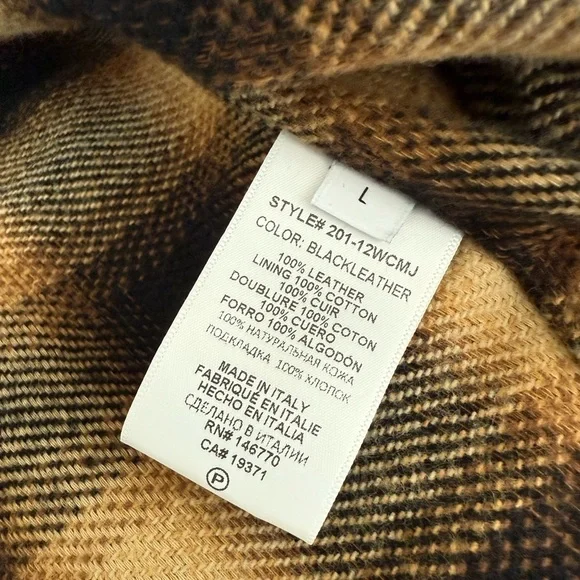 L
STYLE# 201-12WCMJ
COLOR: BLACKLEATHER
100% LEATHER
LINING 100% COTTON
100% CUIR
DOUBLURE 100% COTON
100% CUERO
FORRO 100% ALGODÓN
100% НАТУРАЛЬНАЯ КОЖА
ПОДКЛАДКА 100% ХЛОПОК
MADE IN ITALY
FABRIQUÉ EN ITALIE
HECHO EN ITALIA
СДЕЛАНО В ИТАЛИИ
RN# 146770
CA# 19371
P